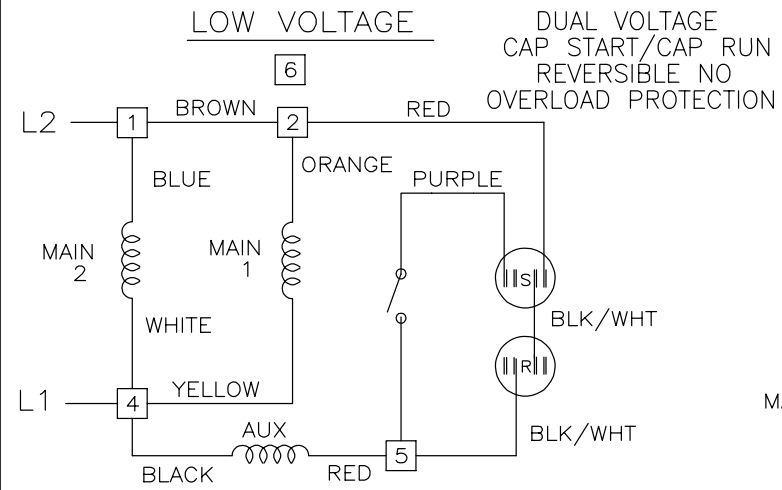 LOW VOLTAGE
DUAL VOLTAGE
CAP START/CAP RUN
REVERSIBLE NO
OVERLOAD PROTECTION
6
L2
1
BROWN
2
RED
BLUE
ORANGE
PURPLE
MAIN
2
MAIN
1
S
WHITE
BLK/WHT
R
L1
4
YELLOW
AUX
BLACK
RED
5
BLK/WHT